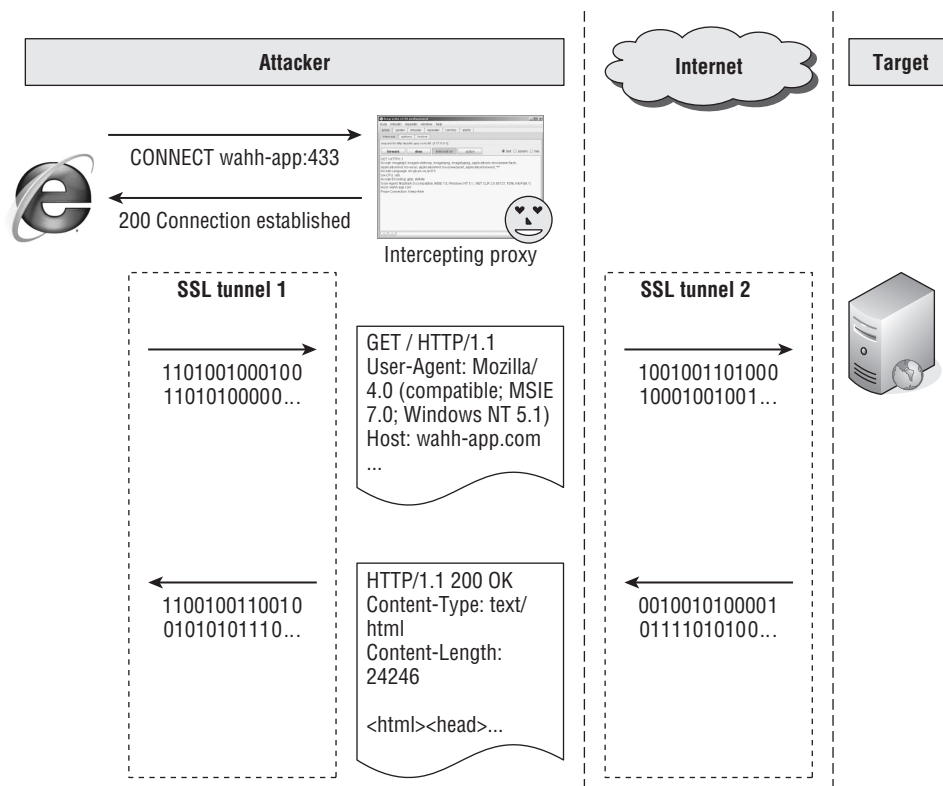 Attacker
Internet
Target
CONNECT wahh-app:433
200 Connection established
Intercepting proxy
SSL tunnel 1
1101001000100
11010100000...
GET / HTTP/1.1
User-Agent: Mozilla/
4.0 (compatible; MSIE
7.0; Windows NT 5.1)
Host: wahh-app.com
...
SSL tunnel 2
1001001101000
10001001001...
1100100110010
01010101110...
HTTP/1.1 200 OK
Content-Type: text/
html
Content-Length:
24246
<html><head>...
0010010100001
01111010100...